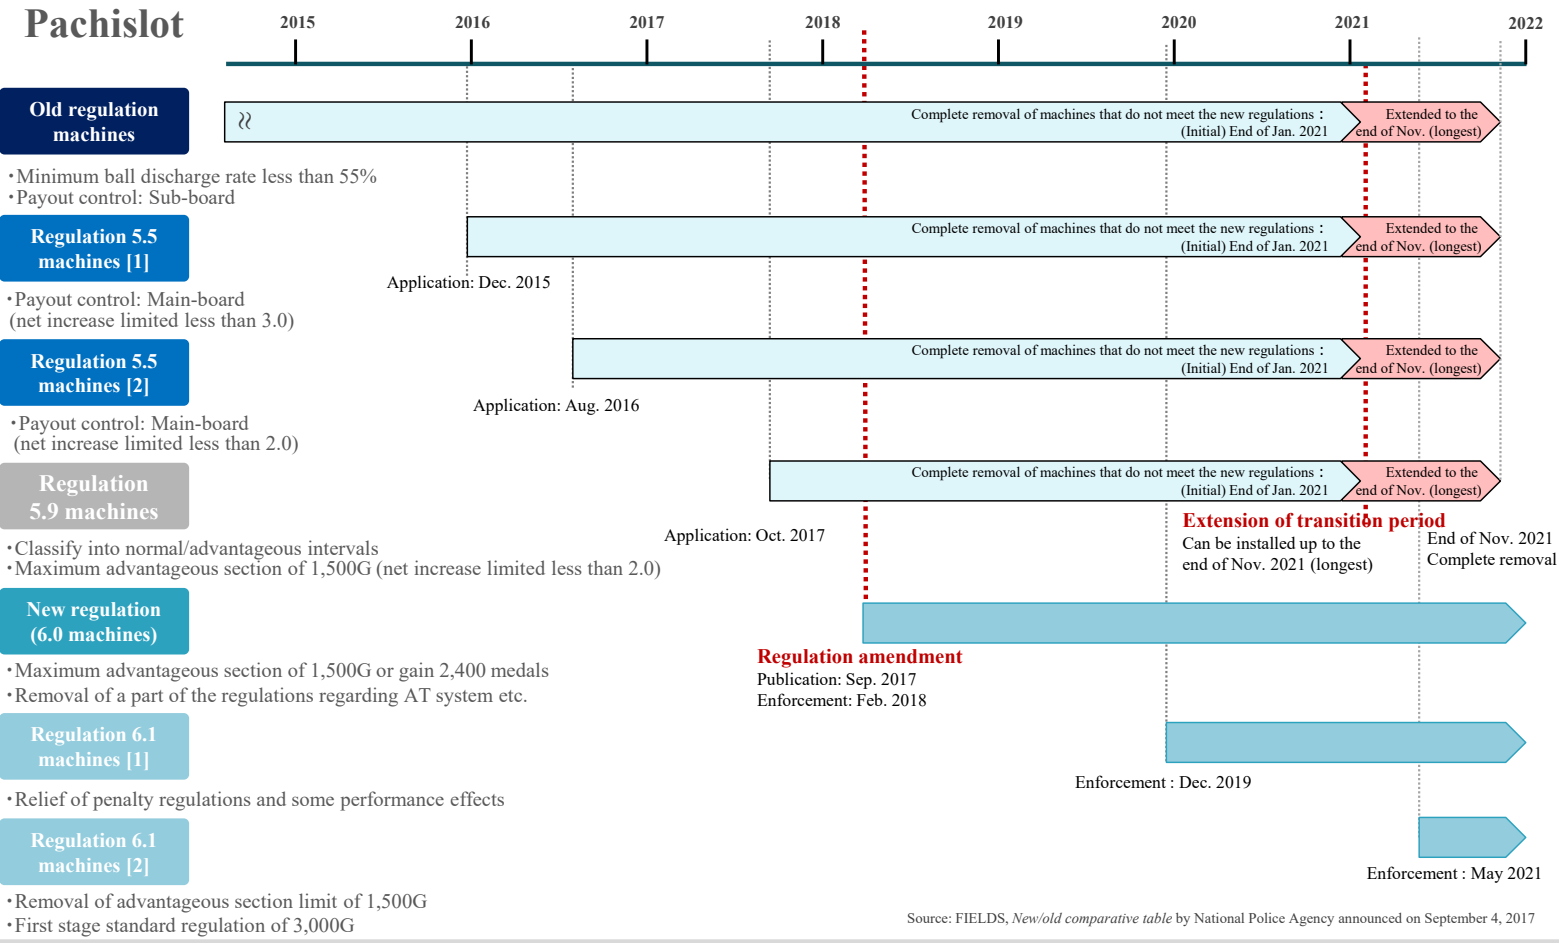 Pachislot
2015 2016 2017 2018 2019 2020 2021 2022
Old regulation
machines
Complete removal of machines that do not meet the new regulations：
(Initial) End of Jan. 2021
Extended to the
end of Nov. (longest)
・Minimum ball discharge rate less than 55%
・Payout control: Sub-board
Regulation 5.5
machines [1]
Complete removal of machines that do not meet the new regulations：
(Initial) End of Jan. 2021
Extended to the
end of Nov. (longest)
Application: Dec. 2015
・Payout control: Main-board
(net increase limited less than 3.0)
Regulation 5.5
machines [2]
Complete removal of machines that do not meet the new regulations：
(Initial) End of Jan. 2021
Extended to the
end of Nov. (longest)
Application: Aug. 2016
・Payout control: Main-board
(net increase limited less than 2.0)
Regulation
5.9 machines
Complete removal of machines that do not meet the new regulations：
(Initial) End of Jan. 2021
Extended to the
end of Nov. (longest)
Application: Oct. 2017
Extension of transition period
Can be installed up to the
end of Nov. 2021 (longest)
End of Nov. 2021
Complete removal
・Classify into normal/advantageous intervals
・Maximum advantageous section of 1,500G (net increase limited less than 2.0)
New regulation
(6.0 machines)
Regulation amendment
Publication: Sep. 2017
Enforcement: Feb. 2018
・Maximum advantageous section of 1,500G or gain 2,400 medals
・Removal of a part of the regulations regarding AT system etc.
Regulation 6.1
machines [1]
Enforcement : Dec. 2019
・Relief of penalty regulations and some performance effects
Regulation 6.1
machines [2]
Enforcement : May 2021
・Removal of advantageous section limit of 1,500G
・First stage standard regulation of 3,000G
Source: FIELDS, New/old comparative table by National Police Agency announced on September 4, 2017